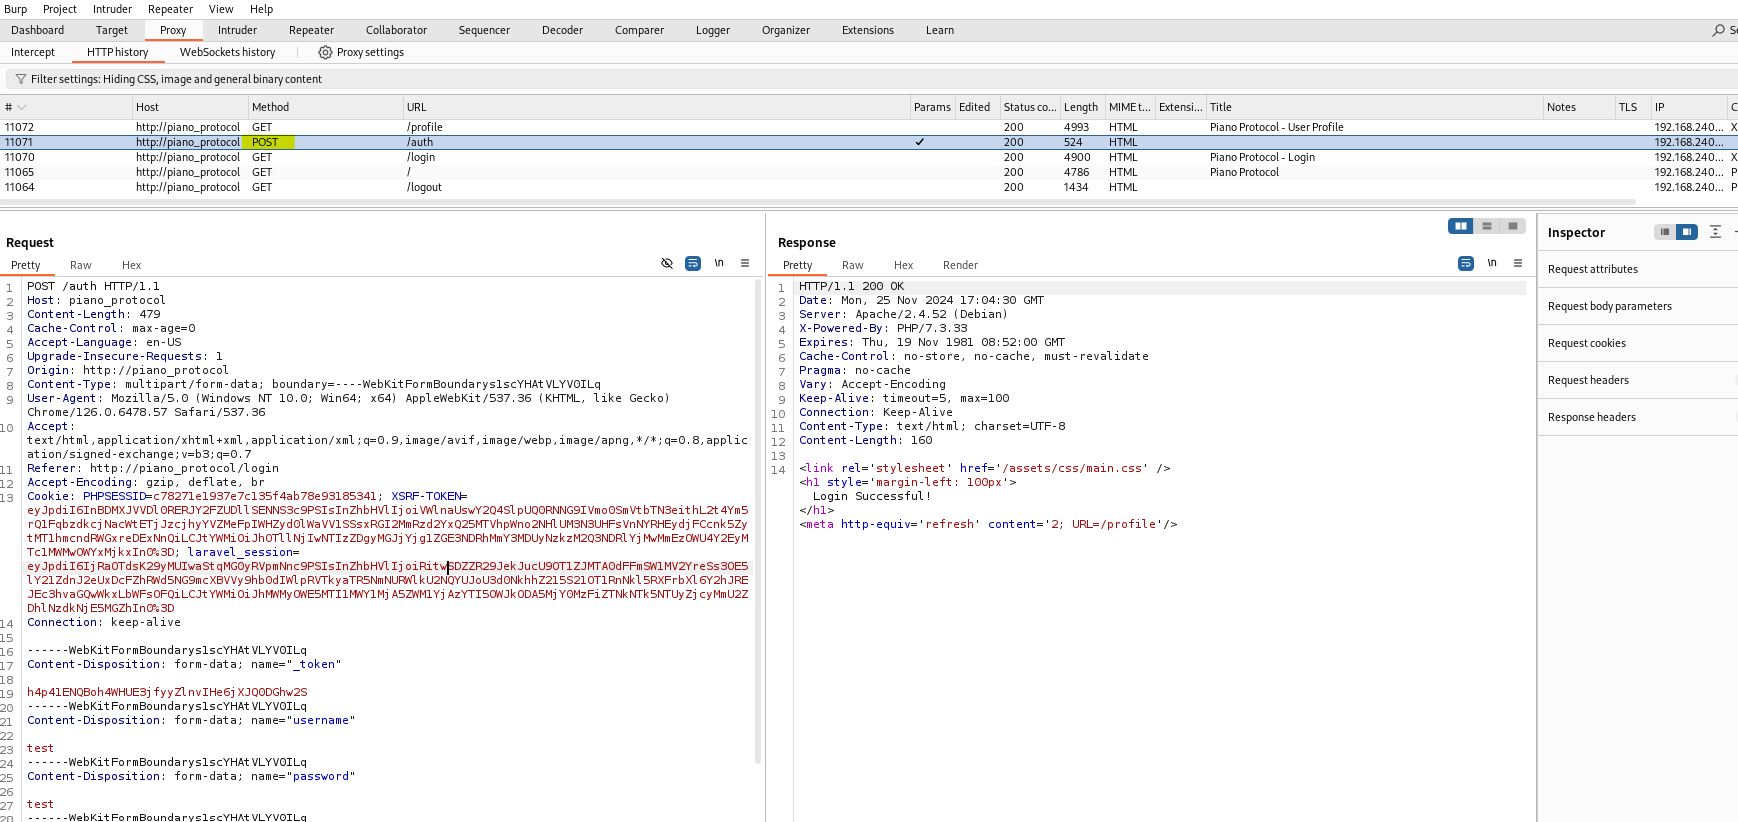 Burp Project Intruder Repeater View Help
Dashboard Target Proxy Intruder Repeater Collaborator Sequencer Decoder Comparer Logger Organizer Extensions Learn Se
Intercept HTTP history WebSockets history Proxy settings
Filter settings: Hiding CSS, image and general binary content
# Host Method URL Params Edited Status co... Length MIME t... Extensi... Title Notes TLS IP C
11072 http://piano_protocol GET /profile 200 4993 HTML Piano Protocol - User Profile 192.168.240... X
11071 http://piano_protocol POST /auth ✓ 200 524 HTML 192.168.240...
11070 http://piano_protocol GET /login 200 4900 HTML Piano Protocol - Login 192.168.240... X
11065 http://piano_protocol GET / 200 4786 HTML Piano Protocol 192.168.240... P
11064 http://piano_protocol GET /logout 200 1434 HTML 192.168.240... P
Request
Pretty Raw Hex \n
1 POST /auth HTTP/1.1
2 Host: piano_protocol
3 Content-Length: 479
4 Cache-Control: max-age=0
5 Accept-Language: en-US
6 Upgrade-Insecure-Requests: 1
7 Origin: http://piano_protocol
8 Content-Type: multipart/form-data; boundary=----WebKitFormBoundarys1scYHAtVLYV0ILq
9 User-Agent: Mozilla/5.0 (Windows NT 10.0; Win64; x64) AppleWebKit/537.36 (KHTML, like Gecko)
Chrome/126.0.6478.57 Safari/537.36
10 Accept:
text/html,application/xhtml+xml,application/xml;q=0.9,image/avif,image/webp,image/apng,*/*;q=0.8,applic
ation/signed-exchange;v=b3;q=0.7
11 Referer: http://piano_protocol/login
12 Accept-Encoding: gzip, deflate, br
13 Cookie: PHPSESSID=c78271e1937e7c135f4ab78e93185341; XSRF-TOKEN=
laravel_session=
14 Connection: keep-alive
15
16 ------WebKitFormBoundarys1scYHAtVLYV0ILq
17 Content-Disposition: form-data; name="_token"
18
19 h4p41ENQBoh4WHUE3jfyyZlnvIHe6jXJQ0DGhw2S
20 ------WebKitFormBoundarys1scYHAtVLYV0ILq
21 Content-Disposition: form-data; name="username"
22
23 test
24 ------WebKitFormBoundarys1scYHAtVLYV0ILq
25 Content-Disposition: form-data; name="password"
26
27 test
28 ------WebKitFormBoundarys1scYHAtVLYV0ILq
Response
Pretty Raw Hex Render \n
1 HTTP/1.1 200 OK
2 Date: Mon, 25 Nov 2024 17:04:30 GMT
3 Server: Apache/2.4.52 (Debian)
4 X-Powered-By: PHP/7.3.33
5 Expires: Thu, 19 Nov 1981 08:52:00 GMT
6 Cache-Control: no-store, no-cache, must-revalidate
7 Pragma: no-cache
8 Vary: Accept-Encoding
9 Keep-Alive: timeout=5, max=100
10 Connection: Keep-Alive
11 Content-Type: text/html; charset=UTF-8
12 Content-Length: 160
13
14 <link rel='stylesheet' href='/assets/css/main.css' />
<h1 style='margin-left: 100px'>
Login Successful!
</h1>
<meta http-equiv='refresh' content='2; URL=/profile'/>
Inspector
Request attributes
Request body parameters
Request cookies
Request headers
Response headers